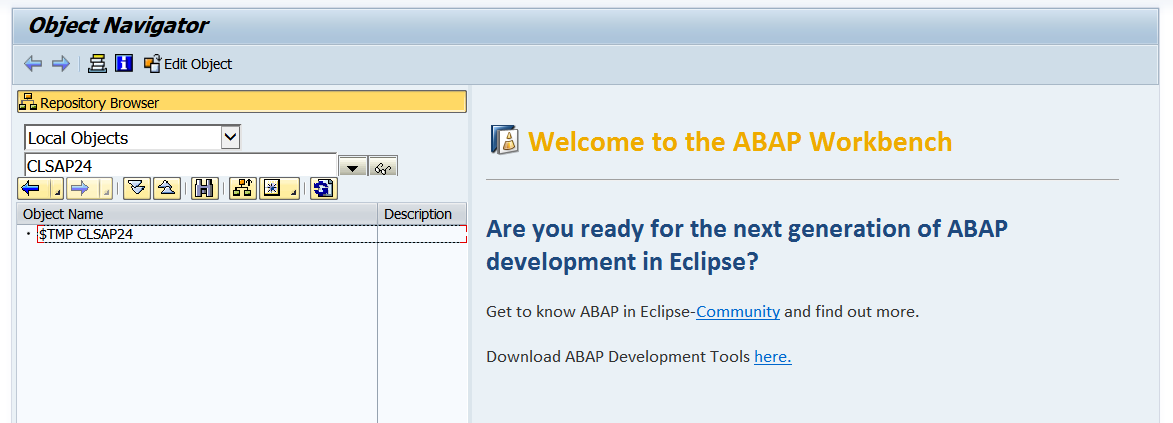 Object Navigator
Edit Object
Repository Browser
Local Objects
CLSAP24
Object Name Description
$TMP CLSAP24
Welcome to the ABAP Workbench
Are you ready for the next generation of ABAP
development in Eclipse?
Get to know ABAP in Eclipse-Community and find out more.
Download ABAP Development Tools here.